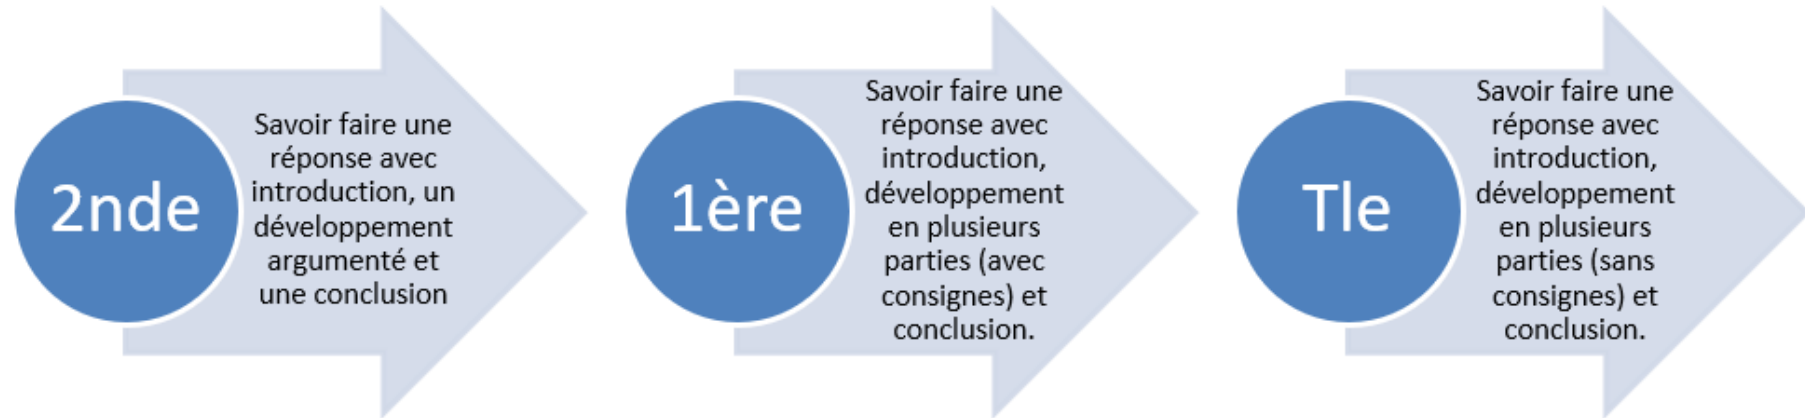 2nde
Savoir faire une
réponse avec
introduction, un
développement
argumenté et
une conclusion
1ère
Savoir faire une
réponse avec
introduction,
développement
en plusieurs
parties (avec
consignes) et
conclusion.
Tle
Savoir faire une
réponse avec
introduction,
développement
en plusieurs
parties (sans
consignes) et
conclusion.